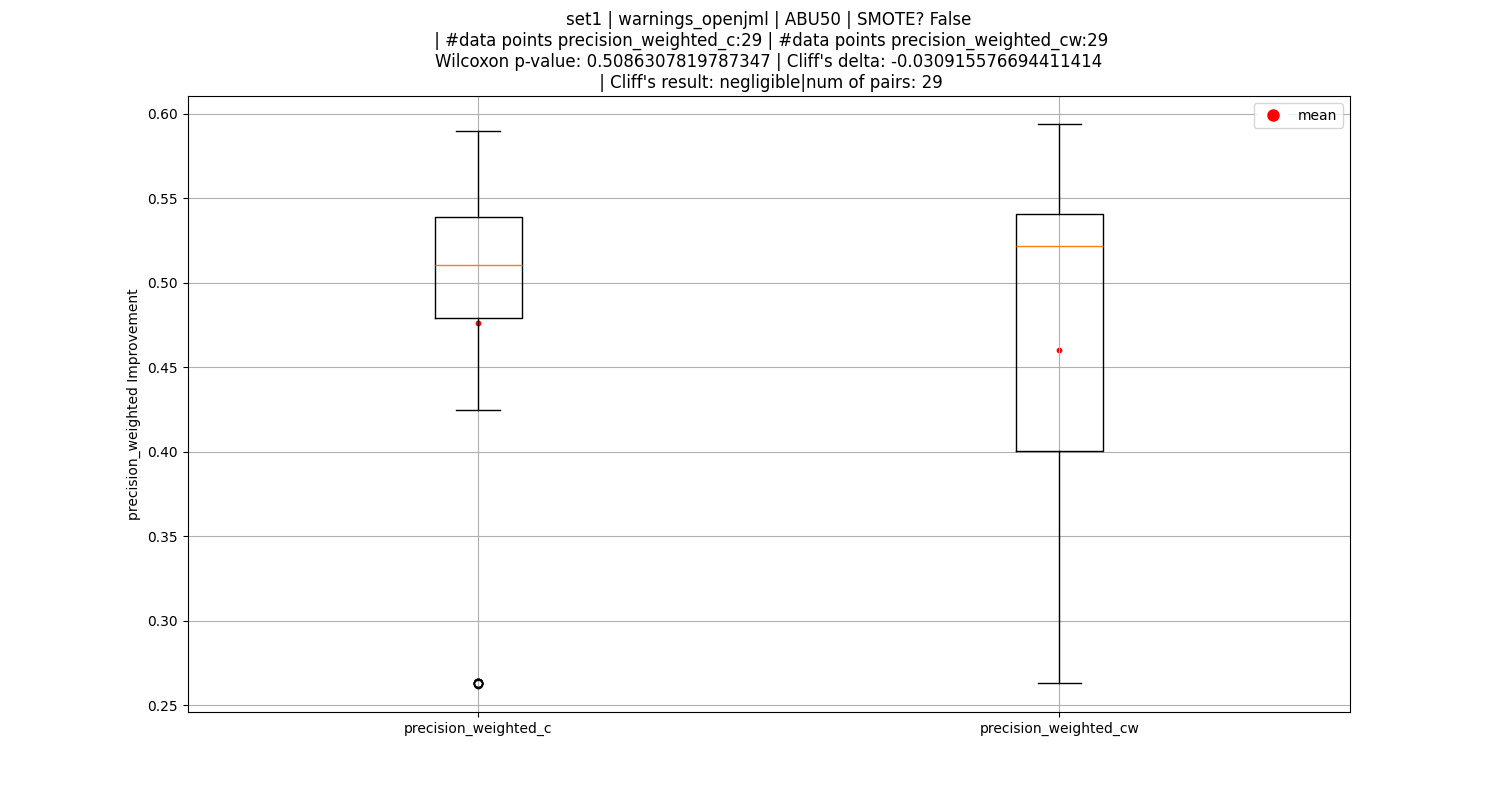 set1 | warnings_openjml | ABU50 | SMOTE? False
| #data points precision_weighted_c:29 | #data points precision_weighted_cw:29
Wilcoxon p-value: 0.5086307819787347 | Cliff's delta: -0.030915576694411414
| Cliff's result: negligible|num of pairs: 29
mean
0.60
0.55
0.50
0.45
0.40
0.35
0.30
0.25
precision_weighted Improvement
precision_weighted_c
precision_weighted_cw